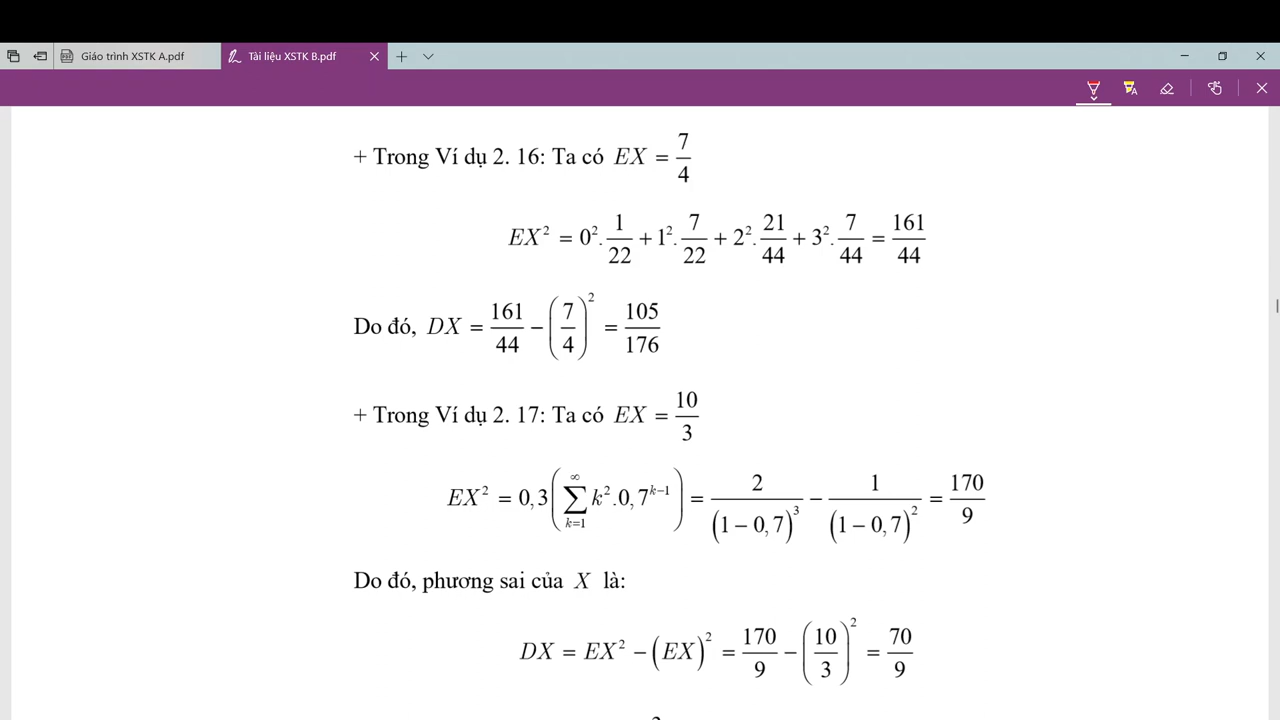 Giáo trình XSTK A.pdf Tài liệu XSTK B.pdf
+ Trong Ví dụ 2. 16: Ta có EX = 7/4
EX² = 0².1/22 + 1².7/22 + 2².21/44 + 3².7/44 = 161/44
Do đó, DX = 161/44 − (7/4)² = 105/176
+ Trong Ví dụ 2. 17: Ta có EX = 10/3
EX² = 0,3(∑_{k=1}^{∞} k².0,7^{k−1}) = 2/(1−0,7)³ − 1/(1−0,7)² = 170/9
Do đó, phương sai của X là:
DX = EX² − (EX)² = 170/9 − (10/3)² = 70/9